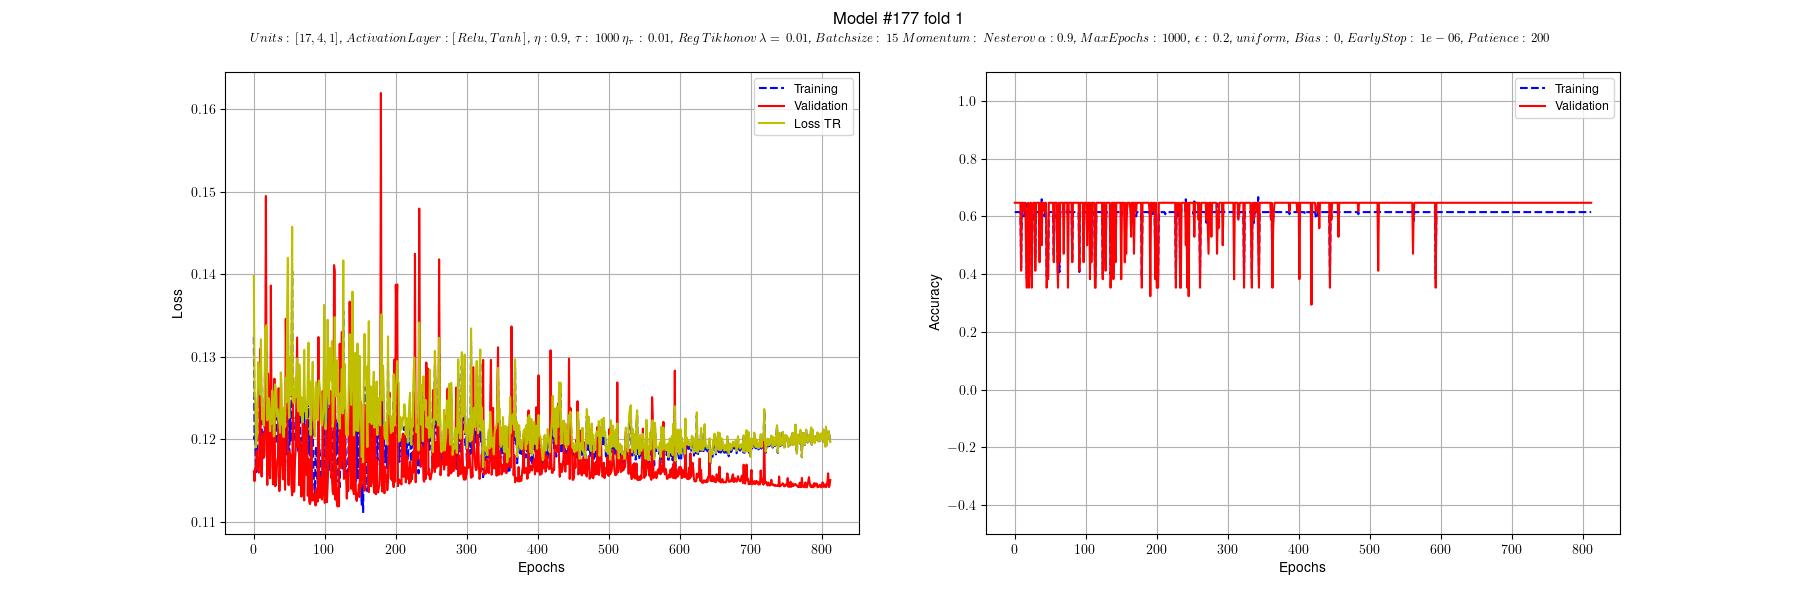 Model #177 fold 1
Units : [17, 4, 1], ActivationLayer : [Relu, Tanh], η : 0.9, τ : 1000 ητ : 0.01, Reg Tikhonov λ = 0.01, Batchsize : 15 Momentum : Nesterov α : 0.9, MaxEpochs : 1000, ϵ : 0.2, uniform, Bias : 0, EarlyStop : 1e − 06, Patience : 200
Loss
0.16
0.15
0.14
0.13
0.12
0.11
Training
Validation
Loss TR
0 100 200 300 400 500 600 700 800
Epochs
Accuracy
1.0
0.8
0.6
0.4
0.2
0.0
−0.2
−0.4
Training
Validation
0 100 200 300 400 500 600 700 800
Epochs